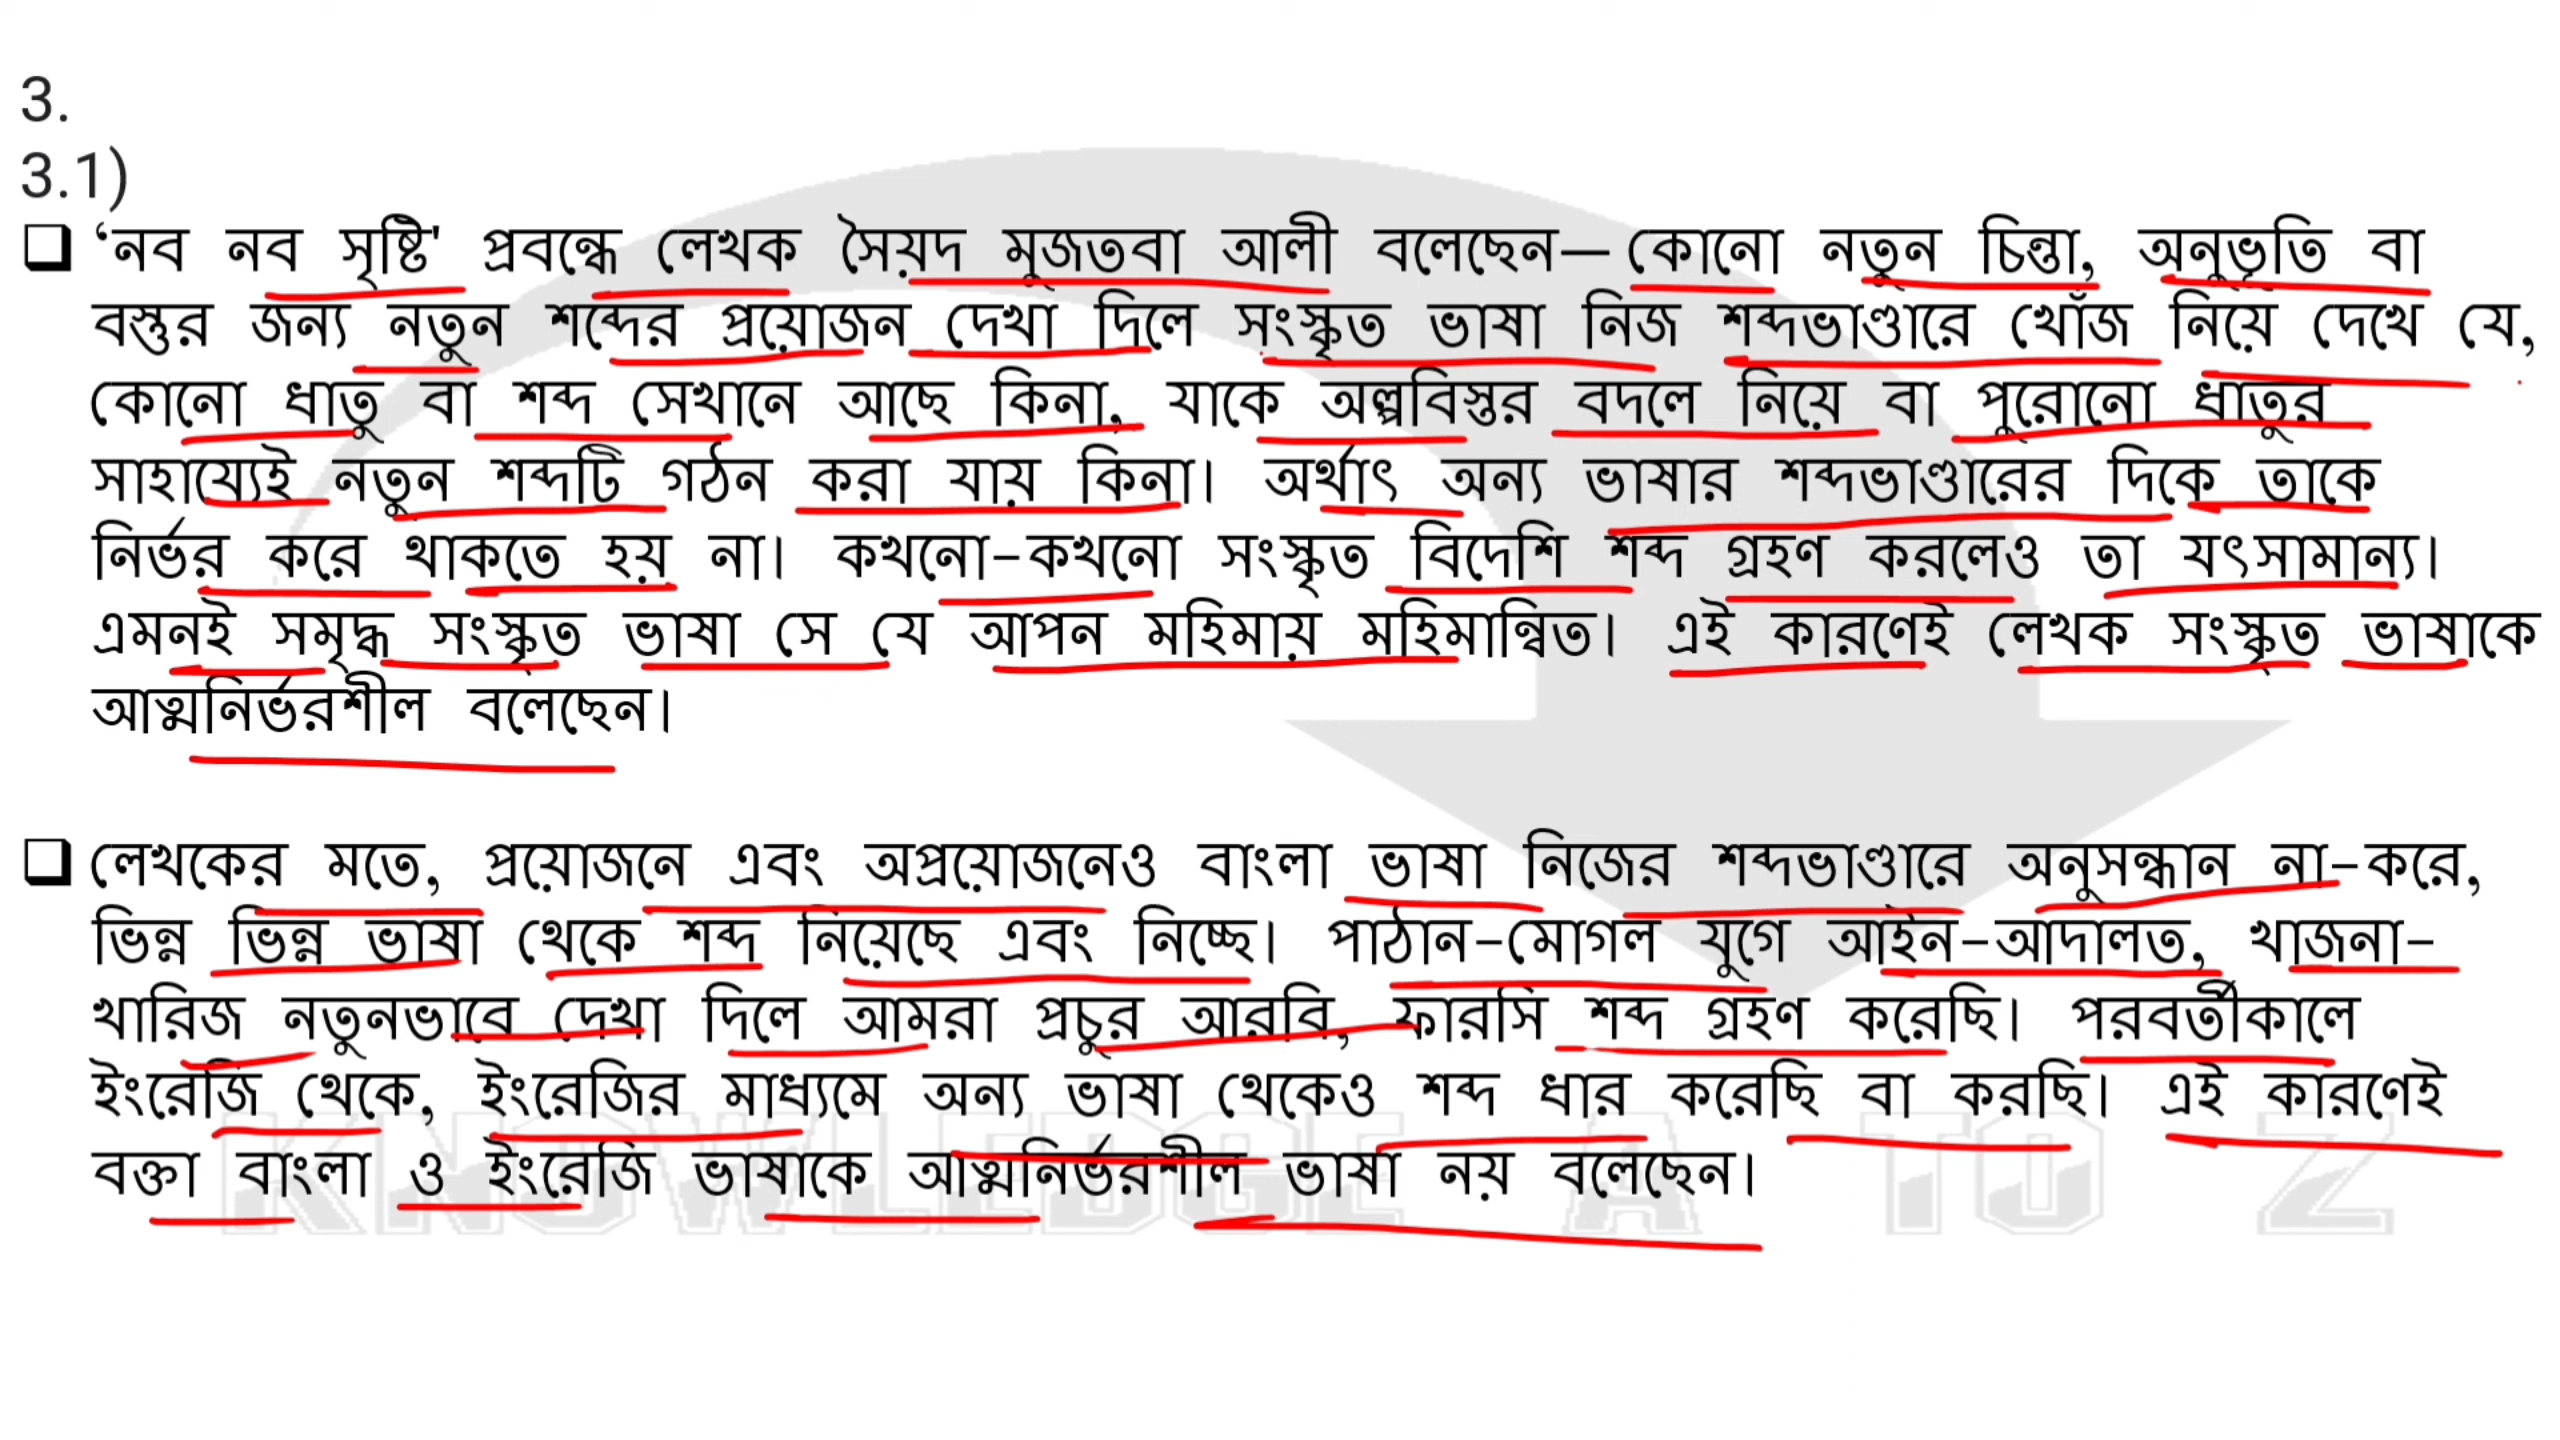 3.
3.1)
❑ ‘নব নব সৃষ্টি' প্রবন্ধে লেখক সৈয়দ মুজতবা আলী বলেছেন— কোনো নতুন চিন্তা, অনুভূতি বা
বস্তুর জন্য নতুন শব্দের প্রয়োজন দেখা দিলে সংস্কৃত ভাষা নিজ শব্দভাণ্ডারে খোঁজ নিয়ে দেখে যে,
কোনো ধাতু বা শব্দ সেখানে আছে কিনা, যাকে অল্পবিস্তর বদলে নিয়ে বা পুরোনো ধাতুর
সাহায্যেই নতুন শব্দটি গঠন করা যায় কিনা। অর্থাৎ অন্য ভাষার শব্দভাণ্ডারের দিকে তাকে
নির্ভর করে থাকতে হয় না। কখনো-কখনো সংস্কৃত বিদেশি শব্দ গ্রহণ করলেও তা যৎসামান্য।
এমনই সমৃদ্ধ সংস্কৃত ভাষা সে যে আপন মহিমায় মহিমান্বিত। এই কারণেই লেখক সংস্কৃত ভাষাকে
আত্মনির্ভরশীল বলেছেন।
❑ লেখকের মতে, প্রয়োজনে এবং অপ্রয়োজনেও বাংলা ভাষা নিজের শব্দভাণ্ডারে অনুসন্ধান না-করে,
ভিন্ন ভিন্ন ভাষা থেকে শব্দ নিয়েছে এবং নিচ্ছে। পাঠান-মোগল যুগে আইন-আদালত, খাজনা-
খারিজ নতুনভাবে দেখা দিলে আমরা প্রচুর আরবি, ফারসি শব্দ গ্রহণ করেছি। পরবর্তীকালে
ইংরেজি থেকে, ইংরেজির মাধ্যমে অন্য ভাষা থেকেও শব্দ ধার করেছি বা করছি। এই কারণেই
বক্তা বাংলা ও ইংরেজি ভাষাকে আত্মনির্ভরশীল ভাষা নয় বলেছেন।
KNOWLEDGE A TO Z